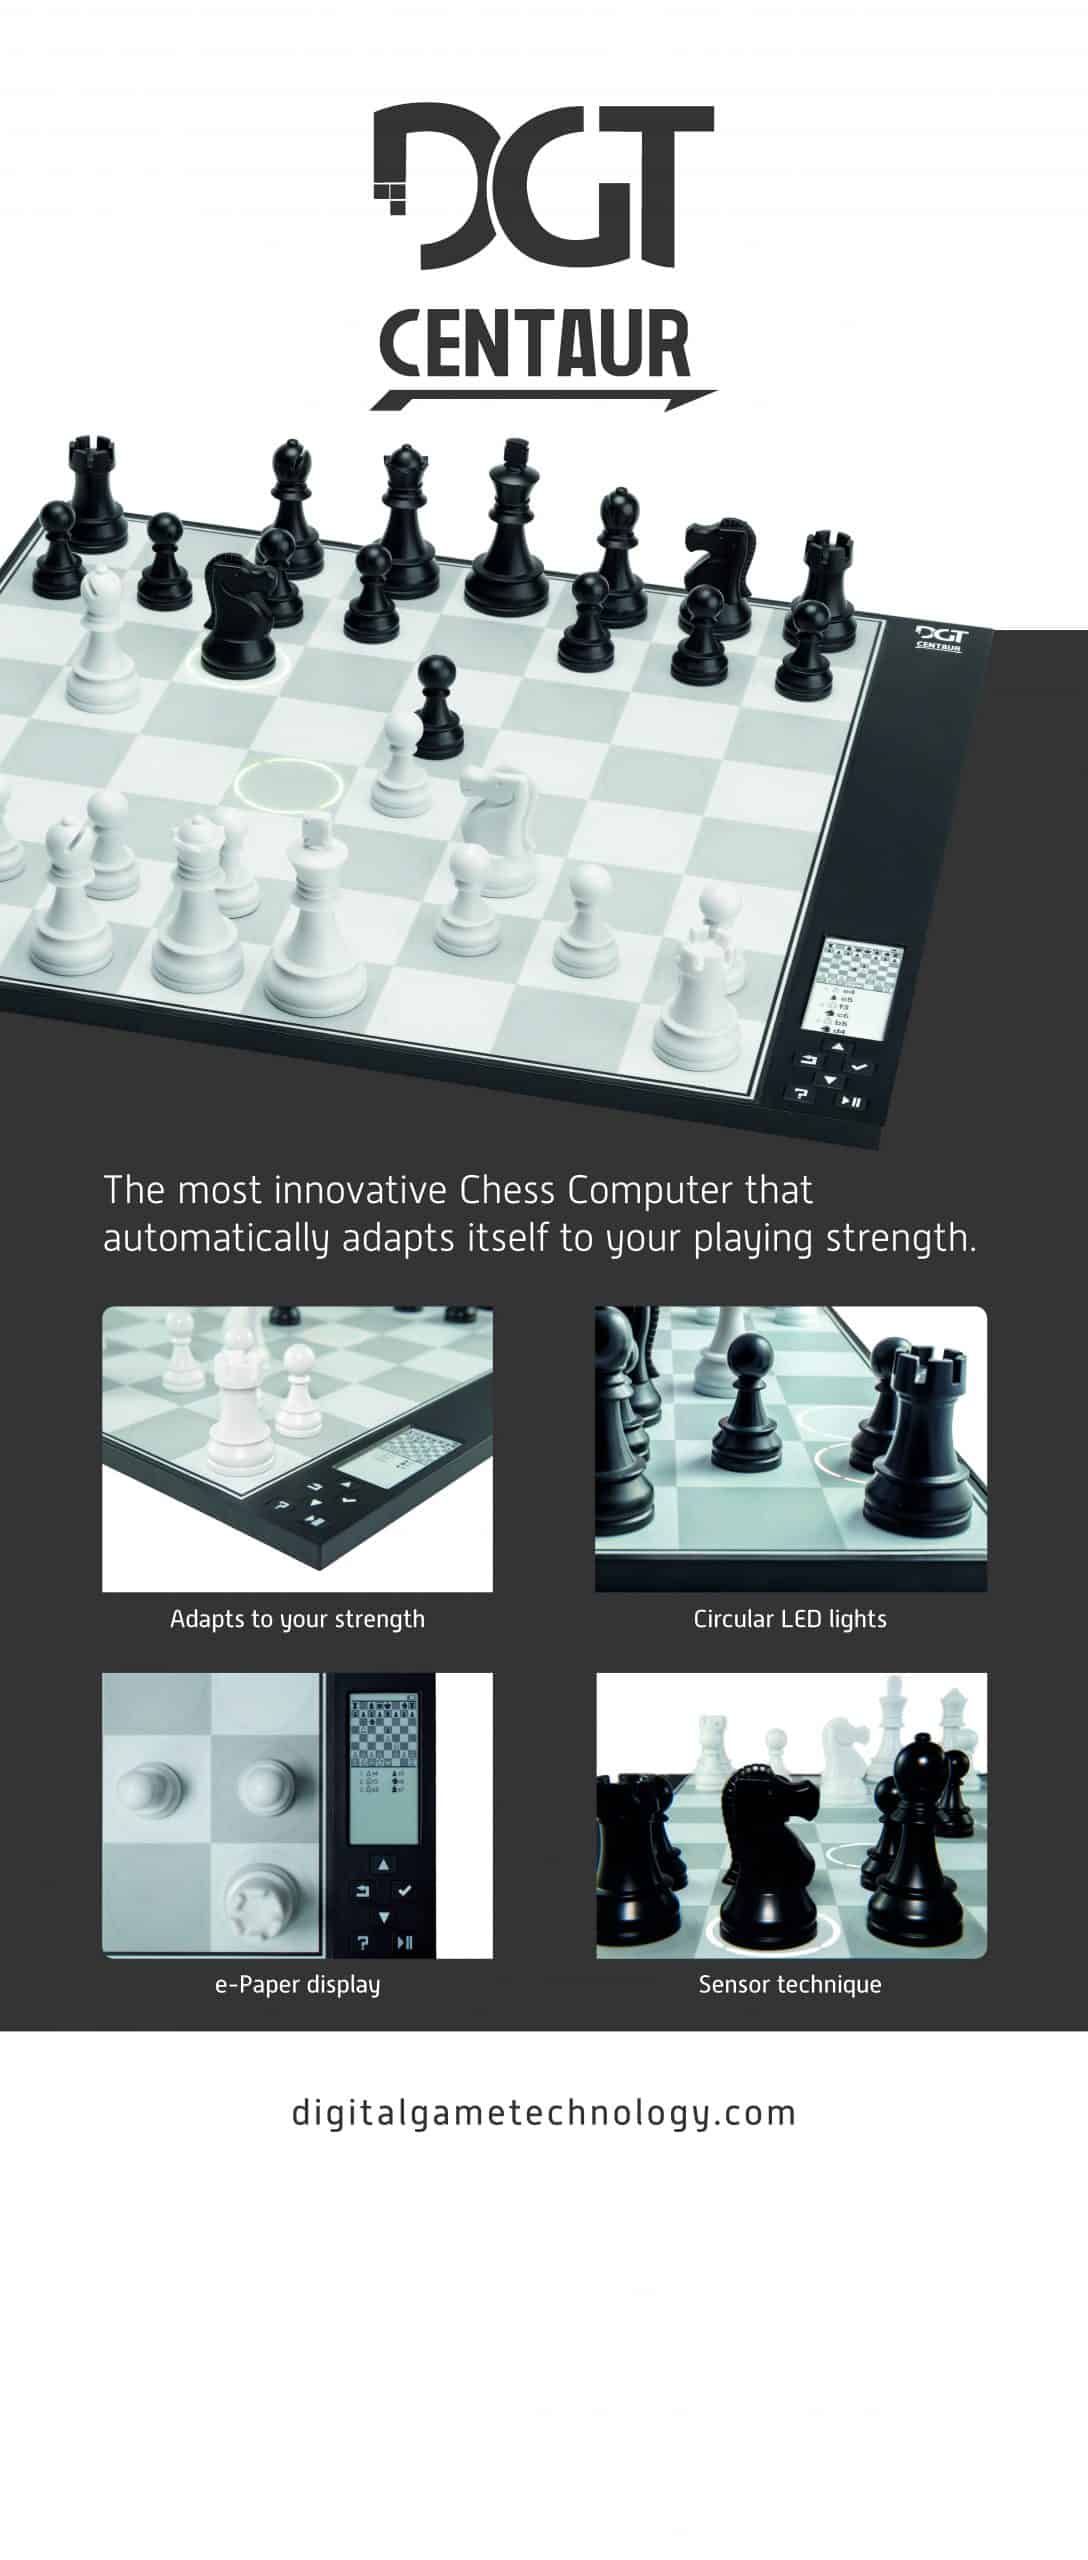 DGT
CENTAUR
DGT
CENTAUR
The most innovative Chess Computer that
automatically adapts itself to your playing strength.
Adapts to your strength
Circular LED lights
e-Paper display
Sensor technique
digitalgametechnology.com